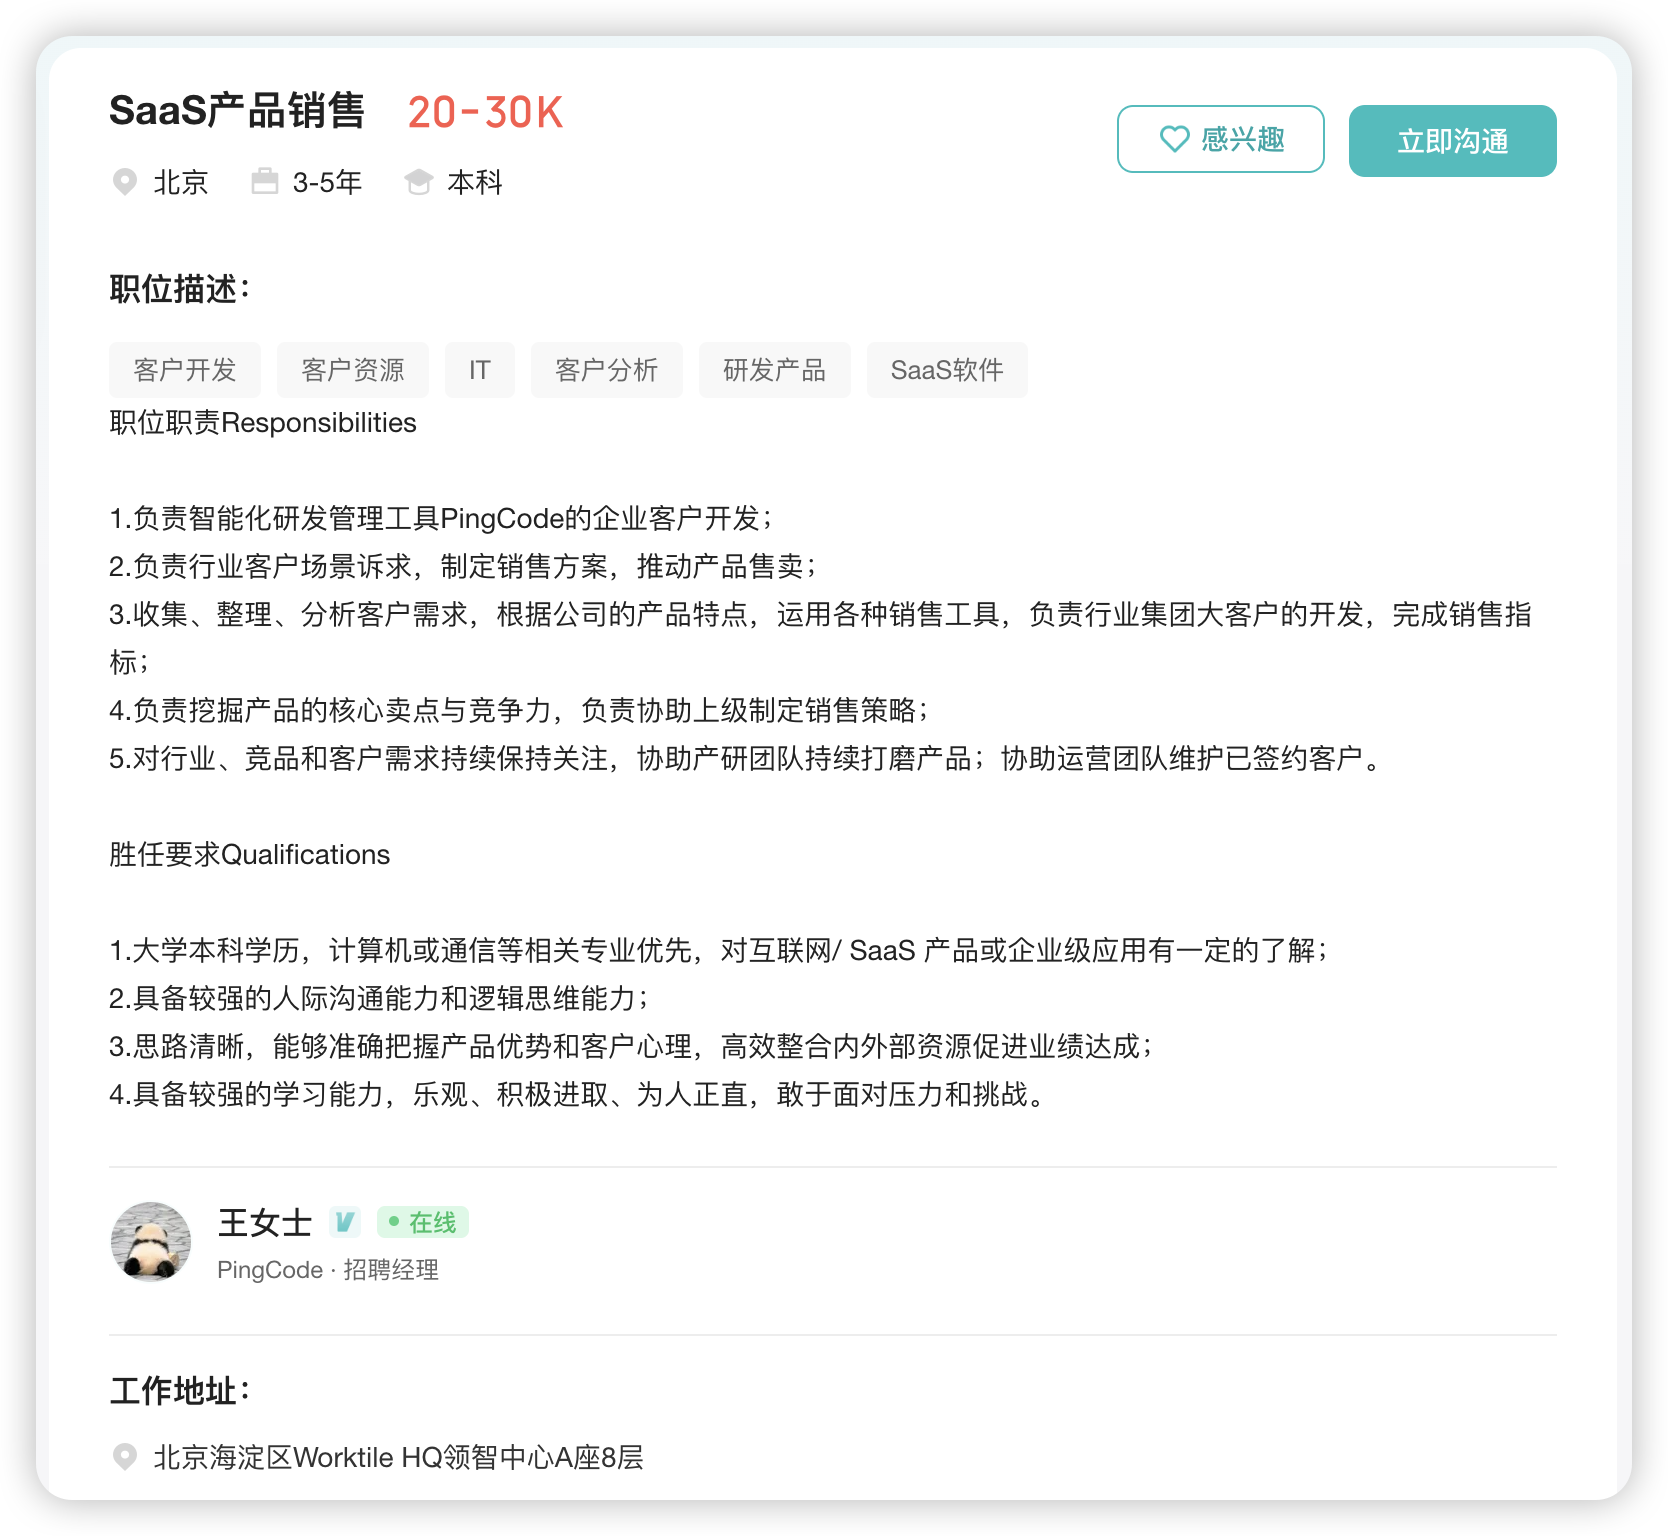 SaaS产品销售 20-30K
感兴趣 立即沟通
北京 3-5年 本科
职位描述：
客户开发 客户资源 IT 客户分析 研发产品 SaaS软件
职位职责Responsibilities
1.负责智能化研发管理工具PingCode的企业客户开发；
2.负责行业客户场景诉求，制定销售方案，推动产品售卖；
3.收集、整理、分析客户需求，根据公司的产品特点，运用各种销售工具，负责行业集团大客户的开发，完成销售指
标；
4.负责挖掘产品的核心卖点与竞争力，负责协助上级制定销售策略；
5.对行业、竞品和客户需求持续保持关注，协助产研团队持续打磨产品；协助运营团队维护已签约客户。
胜任要求Qualifications
1.大学本科学历，计算机或通信等相关专业优先，对互联网/ SaaS 产品或企业级应用有一定的了解；
2.具备较强的人际沟通能力和逻辑思维能力；
3.思路清晰，能够准确把握产品优势和客户心理，高效整合内外部资源促进业绩达成；
4.具备较强的学习能力，乐观、积极进取、为人正直，敢于面对压力和挑战。
王女士 V 在线
PingCode · 招聘经理
工作地址：
北京海淀区Worktile HQ领智中心A座8层